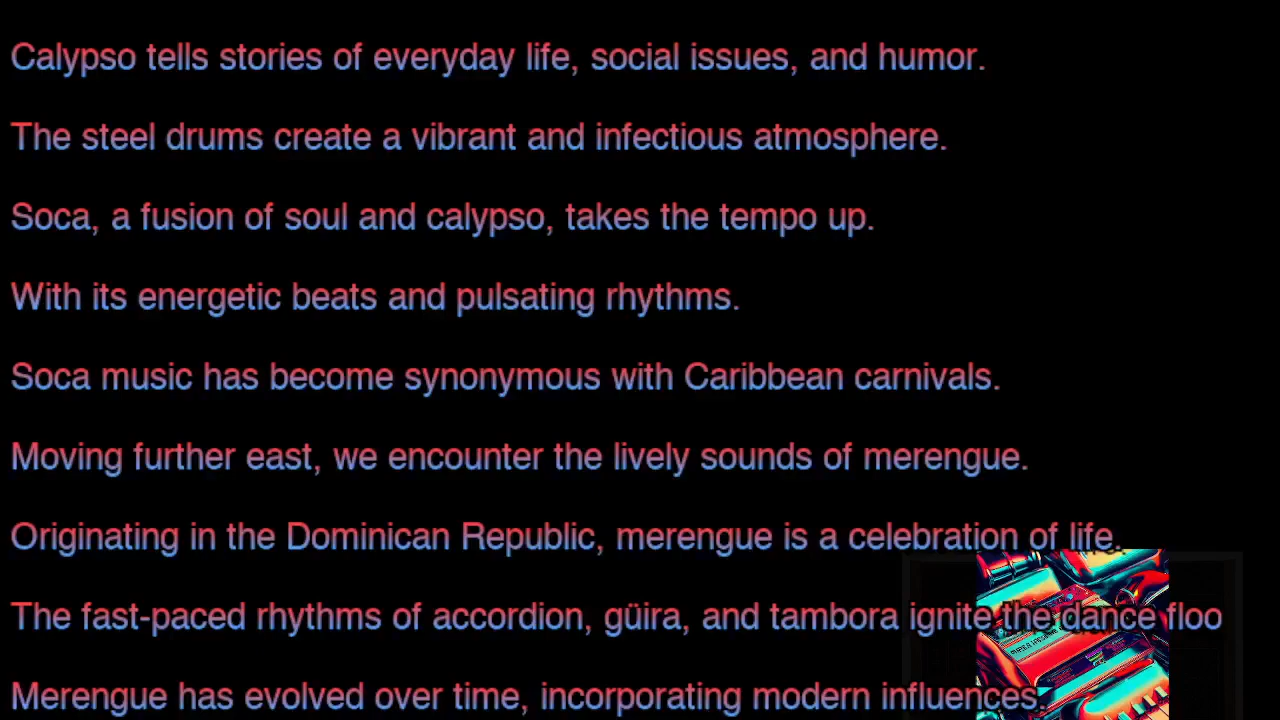 Calypso tells stories of everyday life, social issues, and humor.
The steel drums create a vibrant and infectious atmosphere.
Soca, a fusion of soul and calypso, takes the tempo up.
With its energetic beats and pulsating rhythms.
Soca music has become synonymous with Caribbean carnivals.
Moving further east, we encounter the lively sounds of merengue.
Originating in the Dominican Republic, merengue is a celebration of life.
The fast-paced rhythms of accordion, güira, and tambora ignite the dance floo
Merengue has evolved over time, incorporating modern influences.